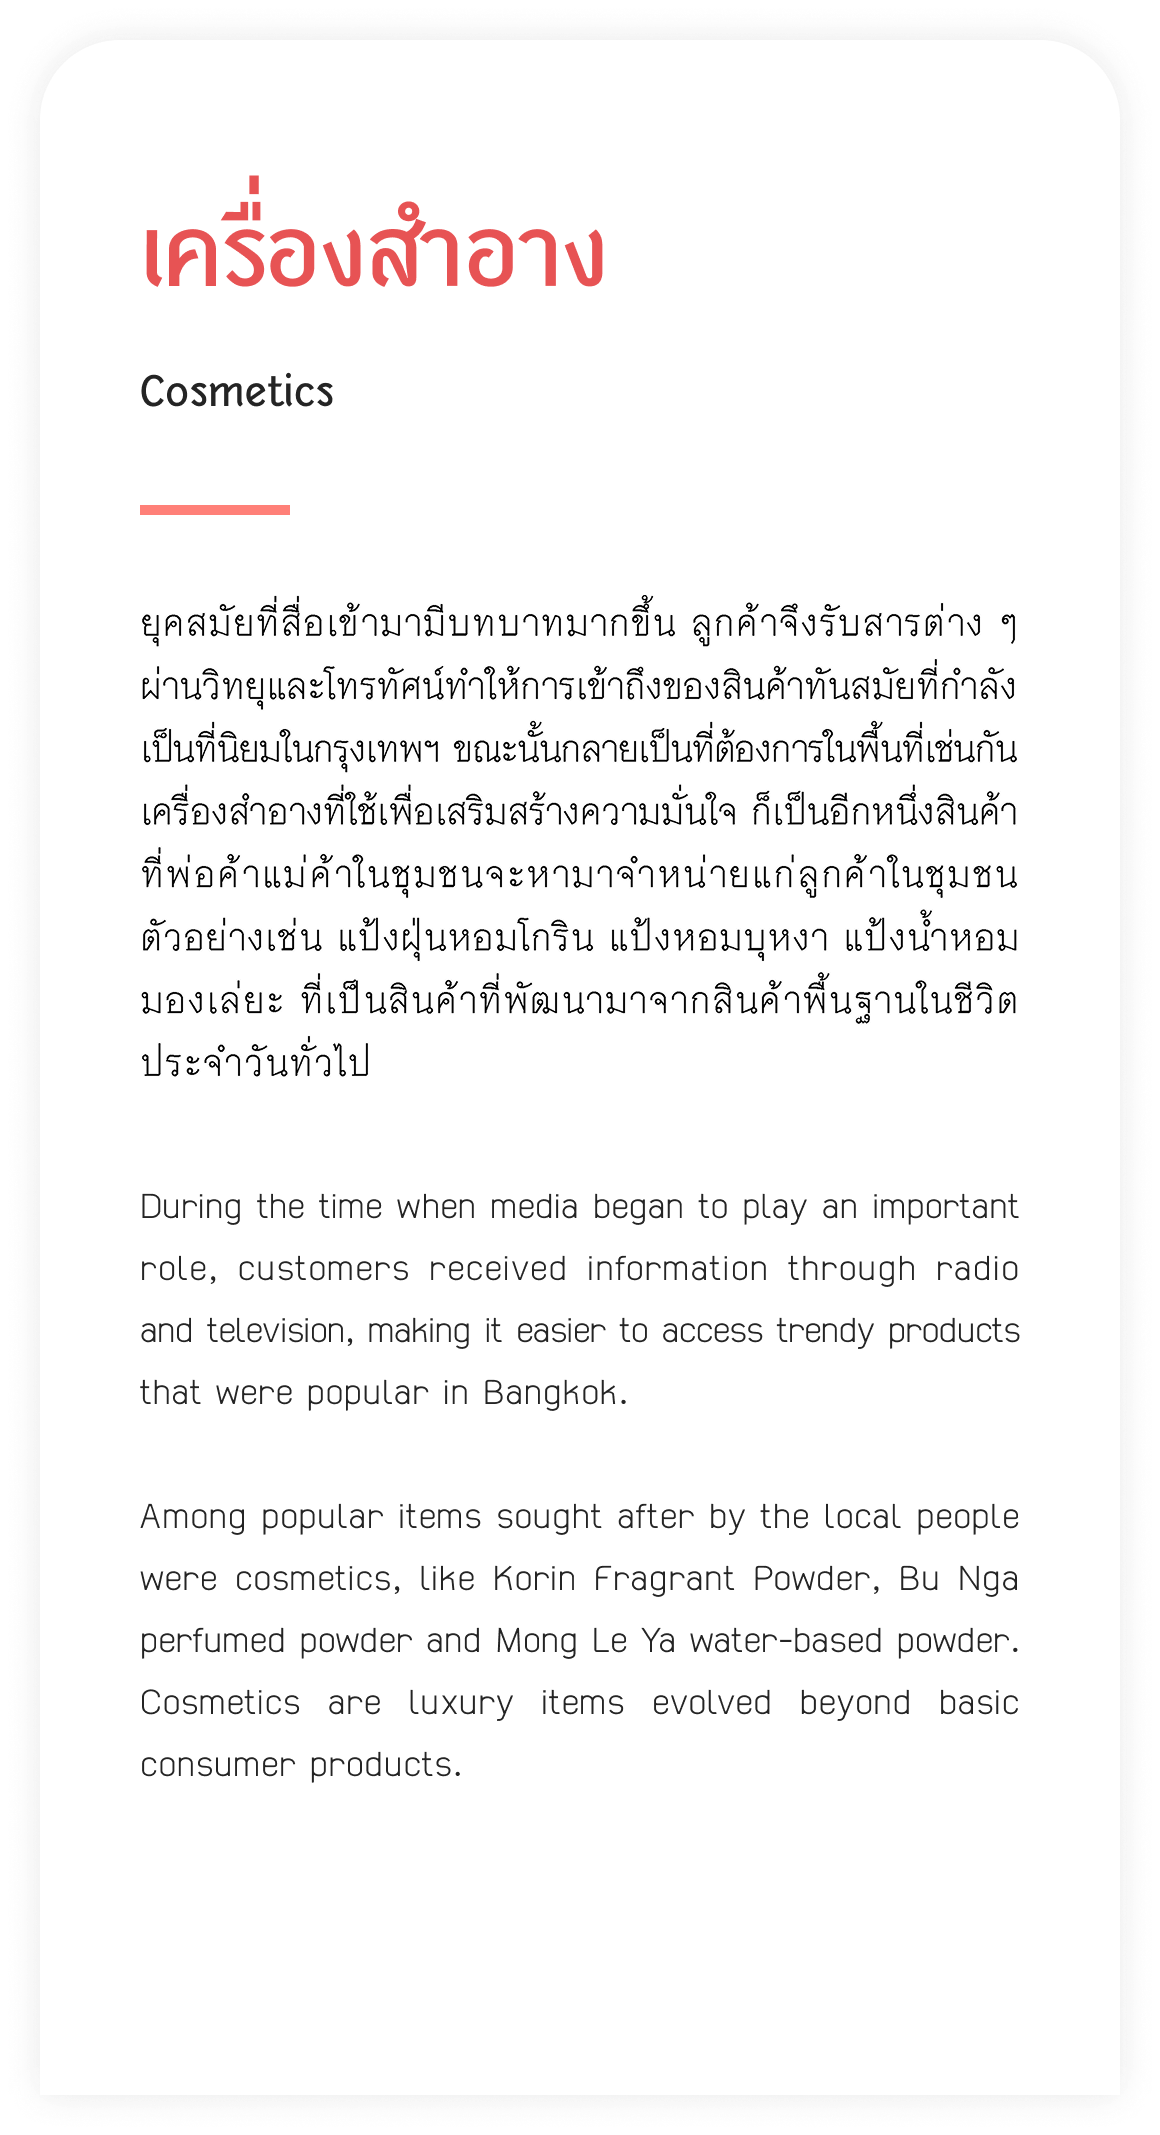 เครื่องสำอาง
Cosmetics
ยุคสมัยที่สื่อเข้ามามีบทบาทมากขึ้น ลูกค้าจึงรับสารต่าง ๆ
ผ่านวิทยุและโทรทัศน์ทำให้การเข้าถึงของสินค้าทันสมัยที่กำลัง
เป็นที่นิยมในกรุงเทพฯ ขณะนั้นกลายเป็นที่ต้องการในพื้นที่เช่นกัน
เครื่องสำอางที่ใช้เพื่อเสริมสร้างความมั่นใจ ก็เป็นอีกหนึ่งสินค้า
ที่พ่อค้าแม่ค้าในชุมชนจะหามาจำหน่ายแก่ลูกค้าในชุมชน
ตัวอย่างเช่น แป้งฝุ่นหอมโกริน แป้งหอมบุหงา แป้งน้ำหอม
มองเล่ยะ ที่เป็นสินค้าที่พัฒนามาจากสินค้าพื้นฐานในชีวิต
ประจำวันทั่วไป
During the time when media began to play an important
role, customers received information through radio
and television, making it easier to access trendy products
that were popular in Bangkok.
Among popular items sought after by the local people
were cosmetics, like Korin Fragrant Powder, Bu Nga
perfumed powder and Mong Le Ya water-based powder.
Cosmetics are luxury items evolved beyond basic
consumer products.